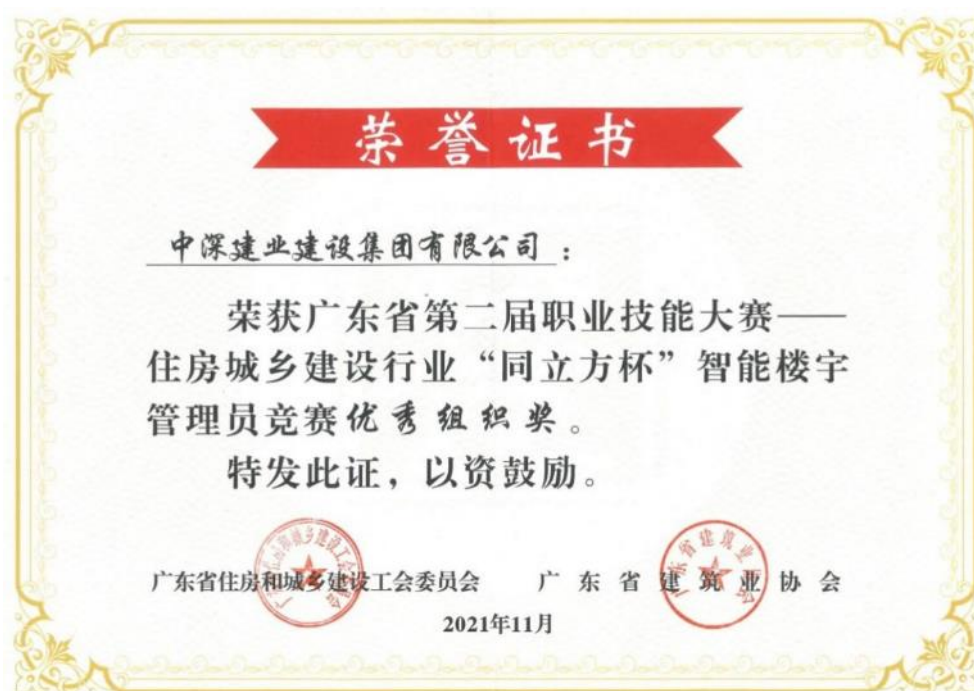 荣誉证书
中深建业建设集团有限公司：
荣获广东省第二届职业技能大赛——
住房城乡建设行业“同立方杯”智能楼宇
管理员竞赛优秀组织奖。
特发此证，以资鼓励。
广东省住房和城乡建设工会委员会 广东省建筑业协会
2021年11月